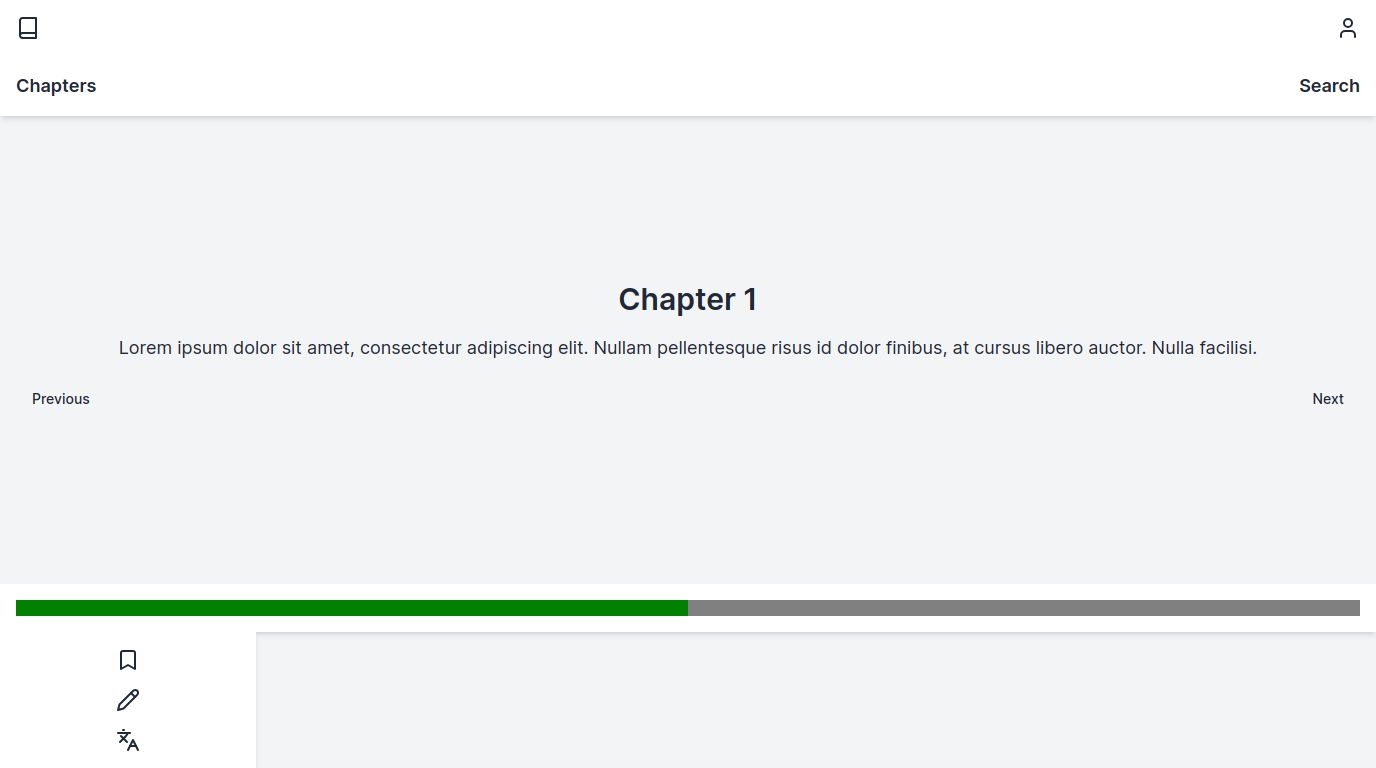 Chapters
Search
Chapter 1
Lorem ipsum dolor sit amet, consectetur adipiscing elit. Nullam pellentesque risus id dolor finibus, at cursus libero auctor. Nulla facilisi.
Previous
Next